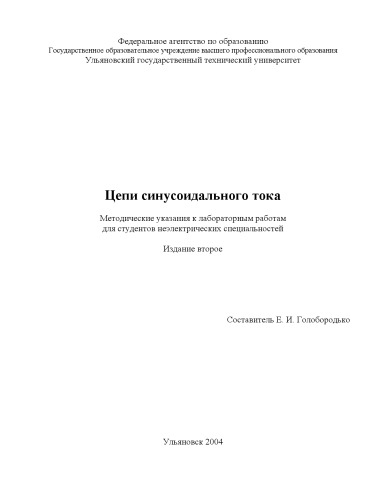 Федеральное агентство по образованию
Государственное образовательное учреждение высшего профессионального образования
Ульяновский государственный технический университет
Цепи синусоидального тока
Методические указания к лабораторным работам
для студентов неэлектрических специальностей
Издание второе
Составитель Е. И. Голобородько
Ульяновск 2004